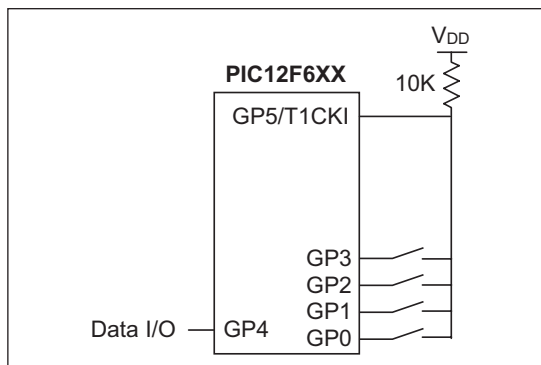 VDD
PIC12F6XX
10K
GP5/T1CKI
GP3
GP2
GP1
Data I/O GP4
GP0